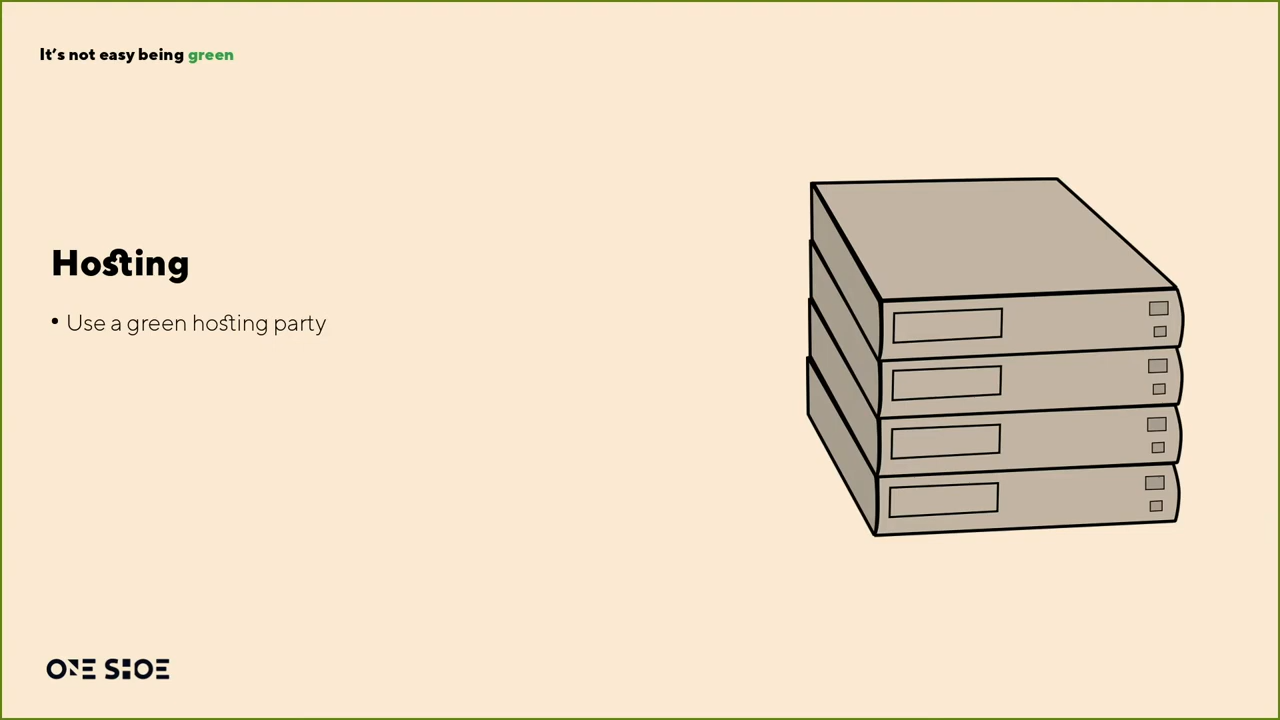 It's not easy being green
Hosting
• Use a green hosting party
ONE SHOE